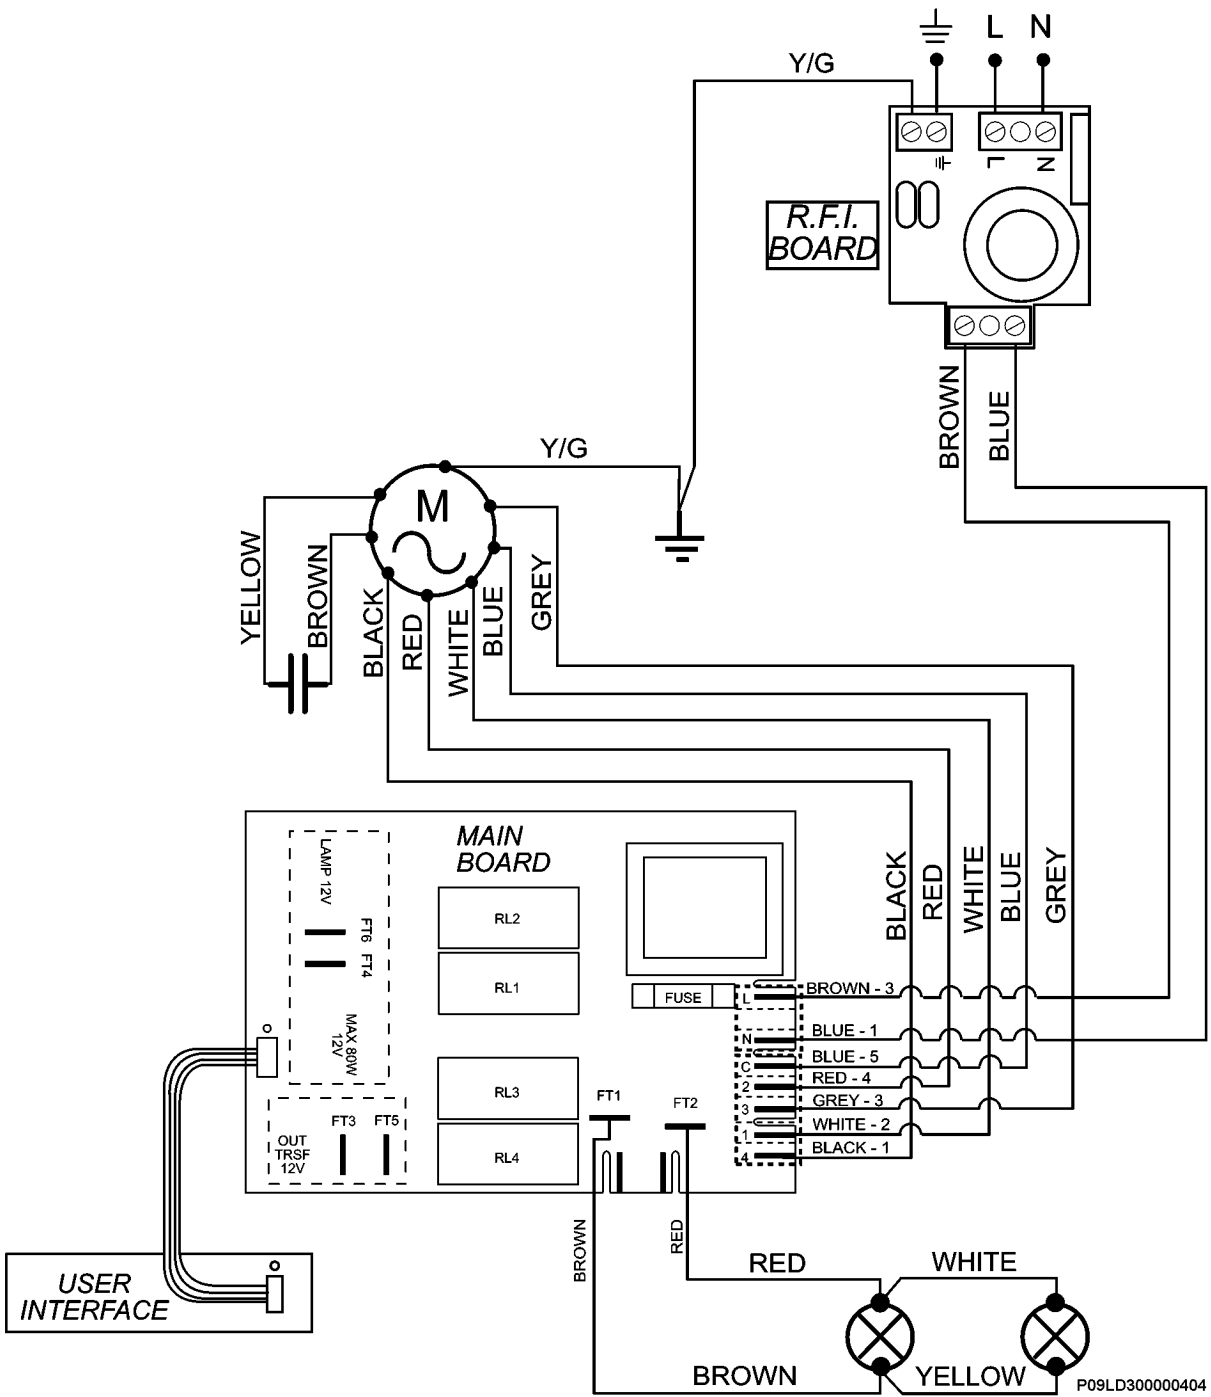 L N
Y/G
L N
R.F.I.
BOARD
BROWN
BLUE
Y/G
M
YELLOW
BROWN
BLACK
RED
WHITE
BLUE
GREY
MAIN
BOARD
LAMP 12V
FT6
FT4
MAX 80W
12V
RL2
RL1
RL3
RL4
FUSE
BLACK
RED
WHITE
BLUE
GREY
L
BROWN - 3
N
BLUE - 1
C
BLUE - 5
2
RED - 4
3
GREY - 3
1
WHITE - 2
4
BLACK - 1
FT1
FT2
FT3
FT5
OUT
TRSF
12V
BROWN
RED
USER
INTERFACE
RED
WHITE
BROWN
YELLOW
P09LD300000404